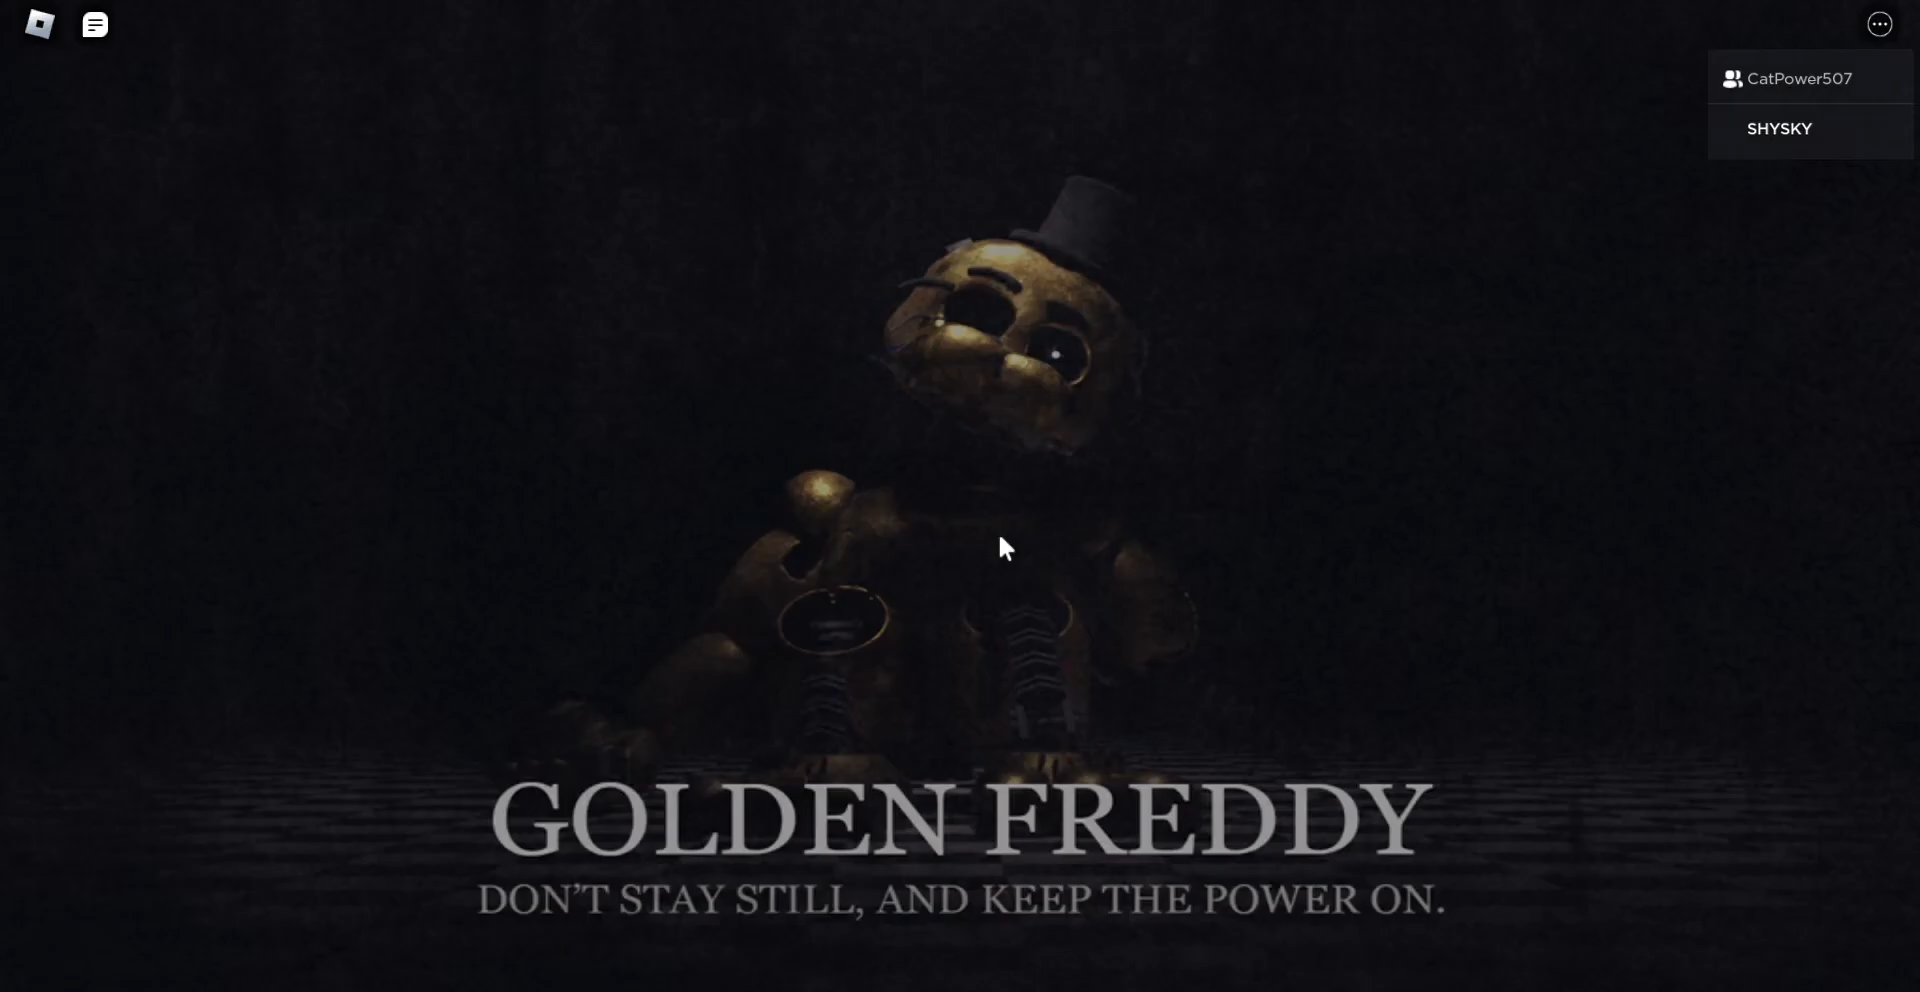 CatPower507
SHYSKY
GOLDEN FREDDY
DON’T STAY STILL, AND KEEP THE POWER ON.